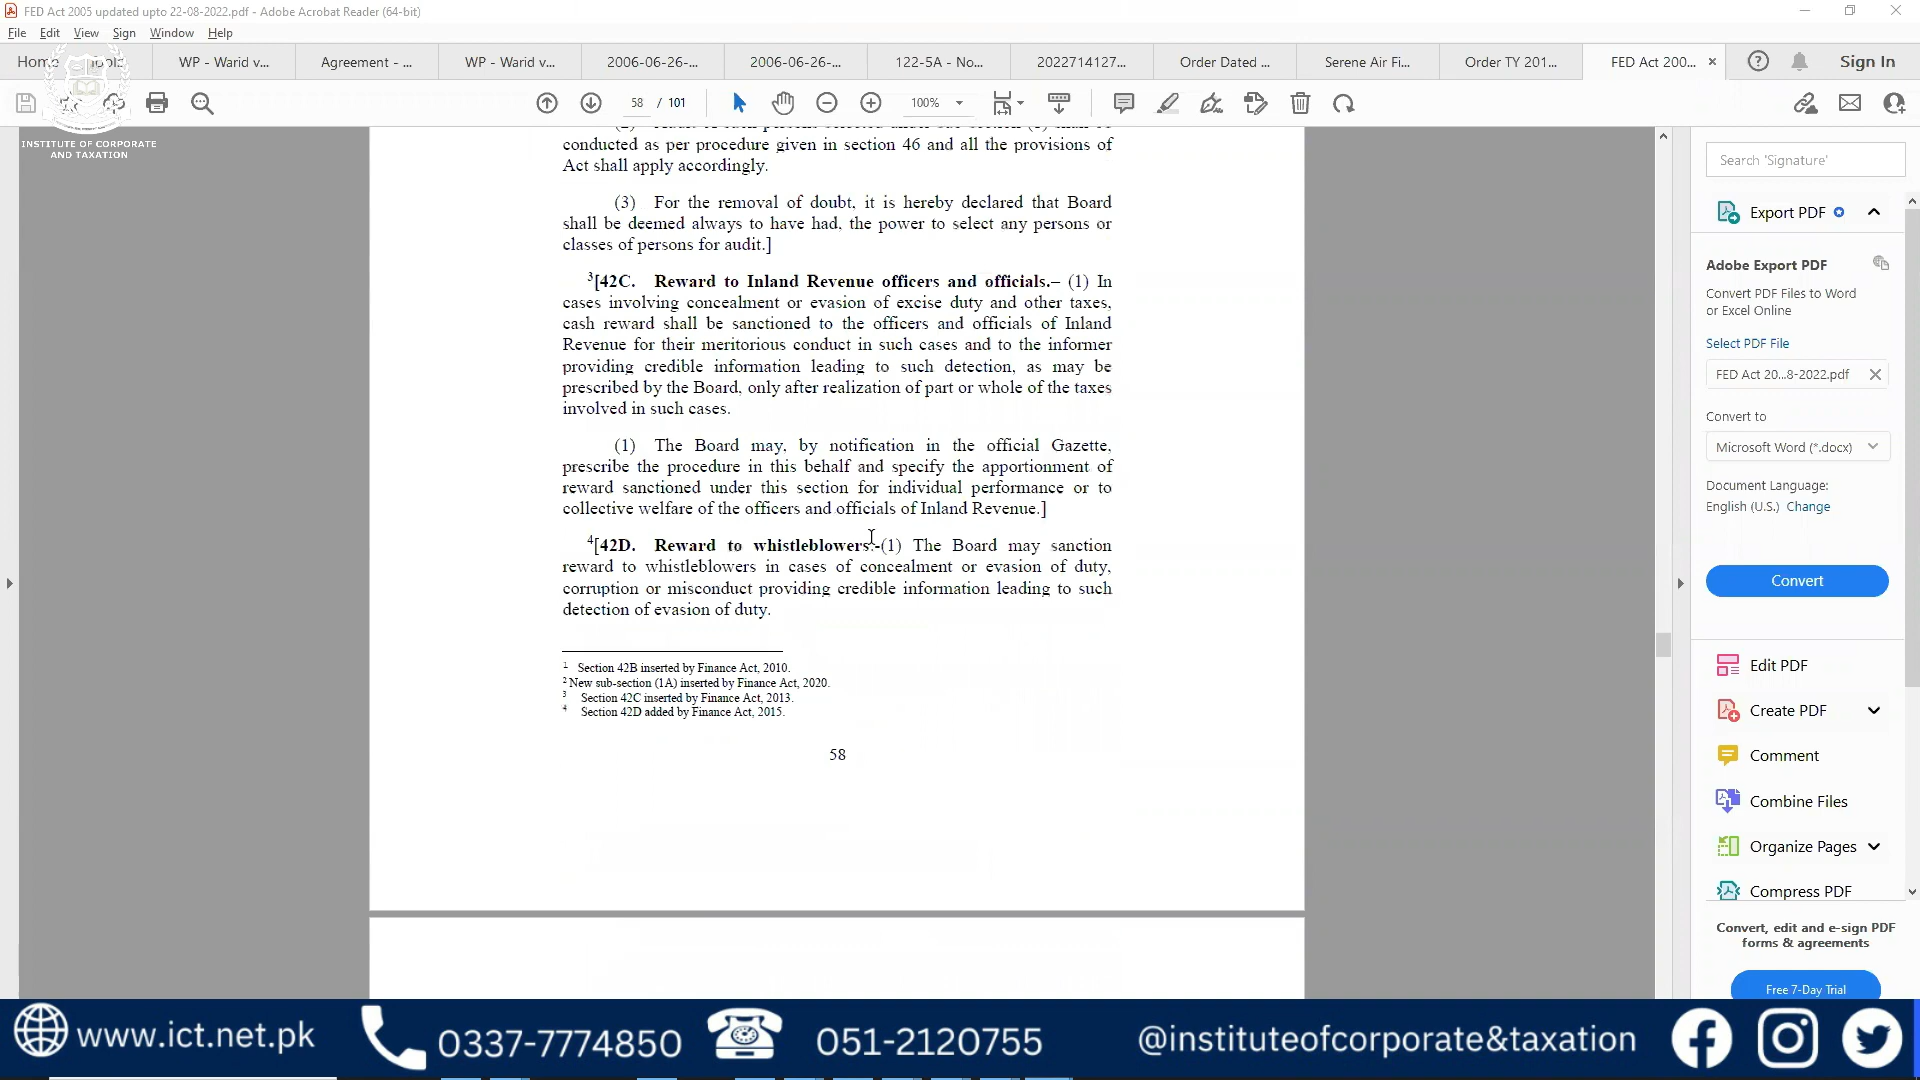 FED Act 2005 updated upto 22-08-2022.pdf - Adobe Acrobat Reader (64-bit)
File Edit View Sign Window Help
Home Tools WP - Warid v... Agreement - ... WP - Warid v... 2006-06-26-... 2006-06-26-... 122-5A - No... 2022714127... Order Dated ... Serene Air Fi... Order TY 201... FED Act 200... Sign In
58 / 101 100%
INSTITUTE OF CORPORATE
AND TAXATION
conducted as per procedure given in section 46 and all the provisions of
Act shall apply accordingly.
(3) For the removal of doubt, it is hereby declared that Board
shall be deemed always to have had, the power to select any persons or
classes of persons for audit.]
3[42C. Reward to Inland Revenue officers and officials.– (1) In
cases involving concealment or evasion of excise duty and other taxes,
cash reward shall be sanctioned to the officers and officials of Inland
Revenue for their meritorious conduct in such cases and to the informer
providing credible information leading to such detection, as may be
prescribed by the Board, only after realization of part or whole of the taxes
involved in such cases.
(1) The Board may, by notification in the official Gazette,
prescribe the procedure in this behalf and specify the apportionment of
reward sanctioned under this section for individual performance or to
collective welfare of the officers and officials of Inland Revenue.]
4[42D. Reward to whistleblowers.-(1) The Board may sanction
reward to whistleblowers in cases of concealment or evasion of duty,
corruption or misconduct providing credible information leading to such
detection of evasion of duty.
1 Section 42B inserted by Finance Act, 2010.
2 New sub-section (1A) inserted by Finance Act, 2020.
3 Section 42C inserted by Finance Act, 2013.
4 Section 42D added by Finance Act, 2015.
58
Search 'Signature'
Export PDF
Adobe Export PDF
Convert PDF Files to Word
or Excel Online
Select PDF File
FED Act 20...8-2022.pdf
Convert to
Microsoft Word (*.docx)
Document Language:
English (U.S.) Change
Convert
Edit PDF
Create PDF
Comment
Combine Files
Organize Pages
Compress PDF
Convert, edit and e-sign PDF
forms & agreements
Free 7-Day Trial
www.ict.net.pk 0337-7774850 051-2120755 @instituteofcorporate&taxation